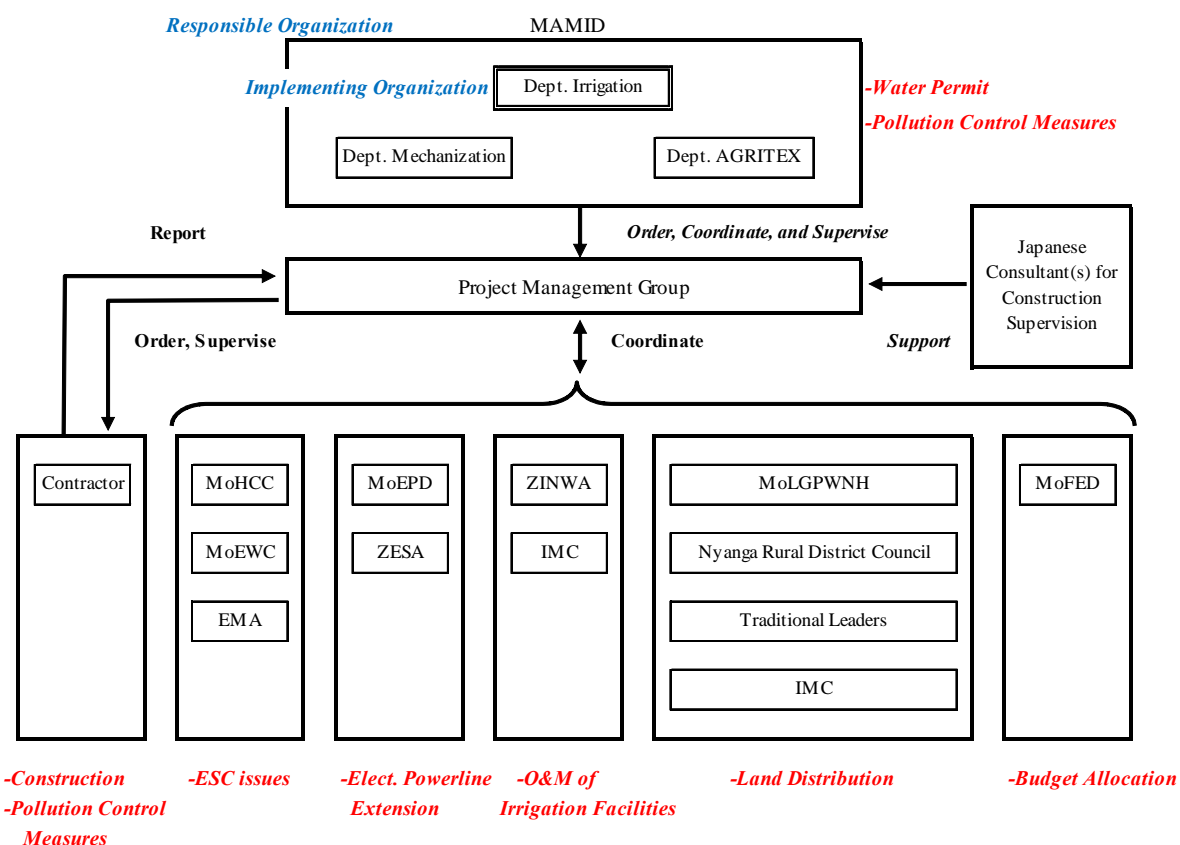 Responsible Organization
MAMID
Implementing Organization
Dept. Irrigation
-Water Permit
-Pollution Control Measures
Dept. Mechanization
Dept. AGRITEX
Report
Order, Coordinate, and Supervise
Japanese
Consultant(s) for
Construction
Supervision
Project Management Group
Order, Supervise
Coordinate
Support
Contractor
MoHCC
MoEWC
EMA
MoEPD
ZESA
ZINWA
IMC
MoLGPWNH
Nyanga Rural District Council
Traditional Leaders
IMC
MoFED
-Construction
-Pollution Control
Measures
-ESC issues
-Elect. Powerline
Extension
-O&M of
Irrigation Facilities
-Land Distribution
-Budget Allocation